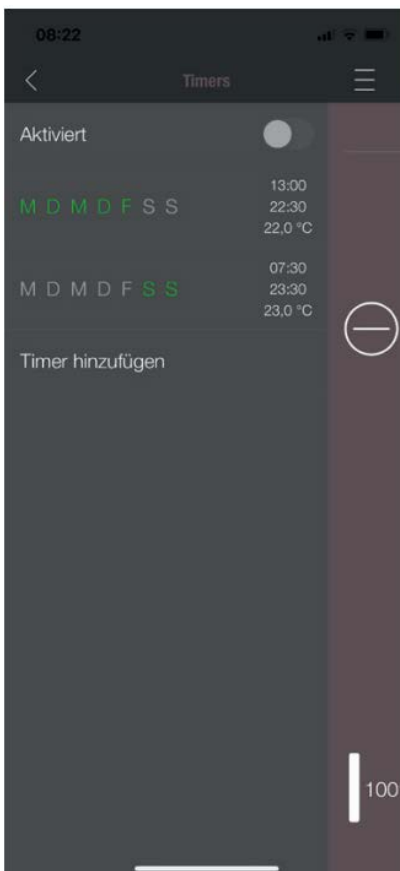 08:22
Timers
Aktiviert
M D M D F S S
13:00
22:30
22,0 °C
M D M D F S S
07:30
23:30
23,0 °C
Timer hinzufügen
100